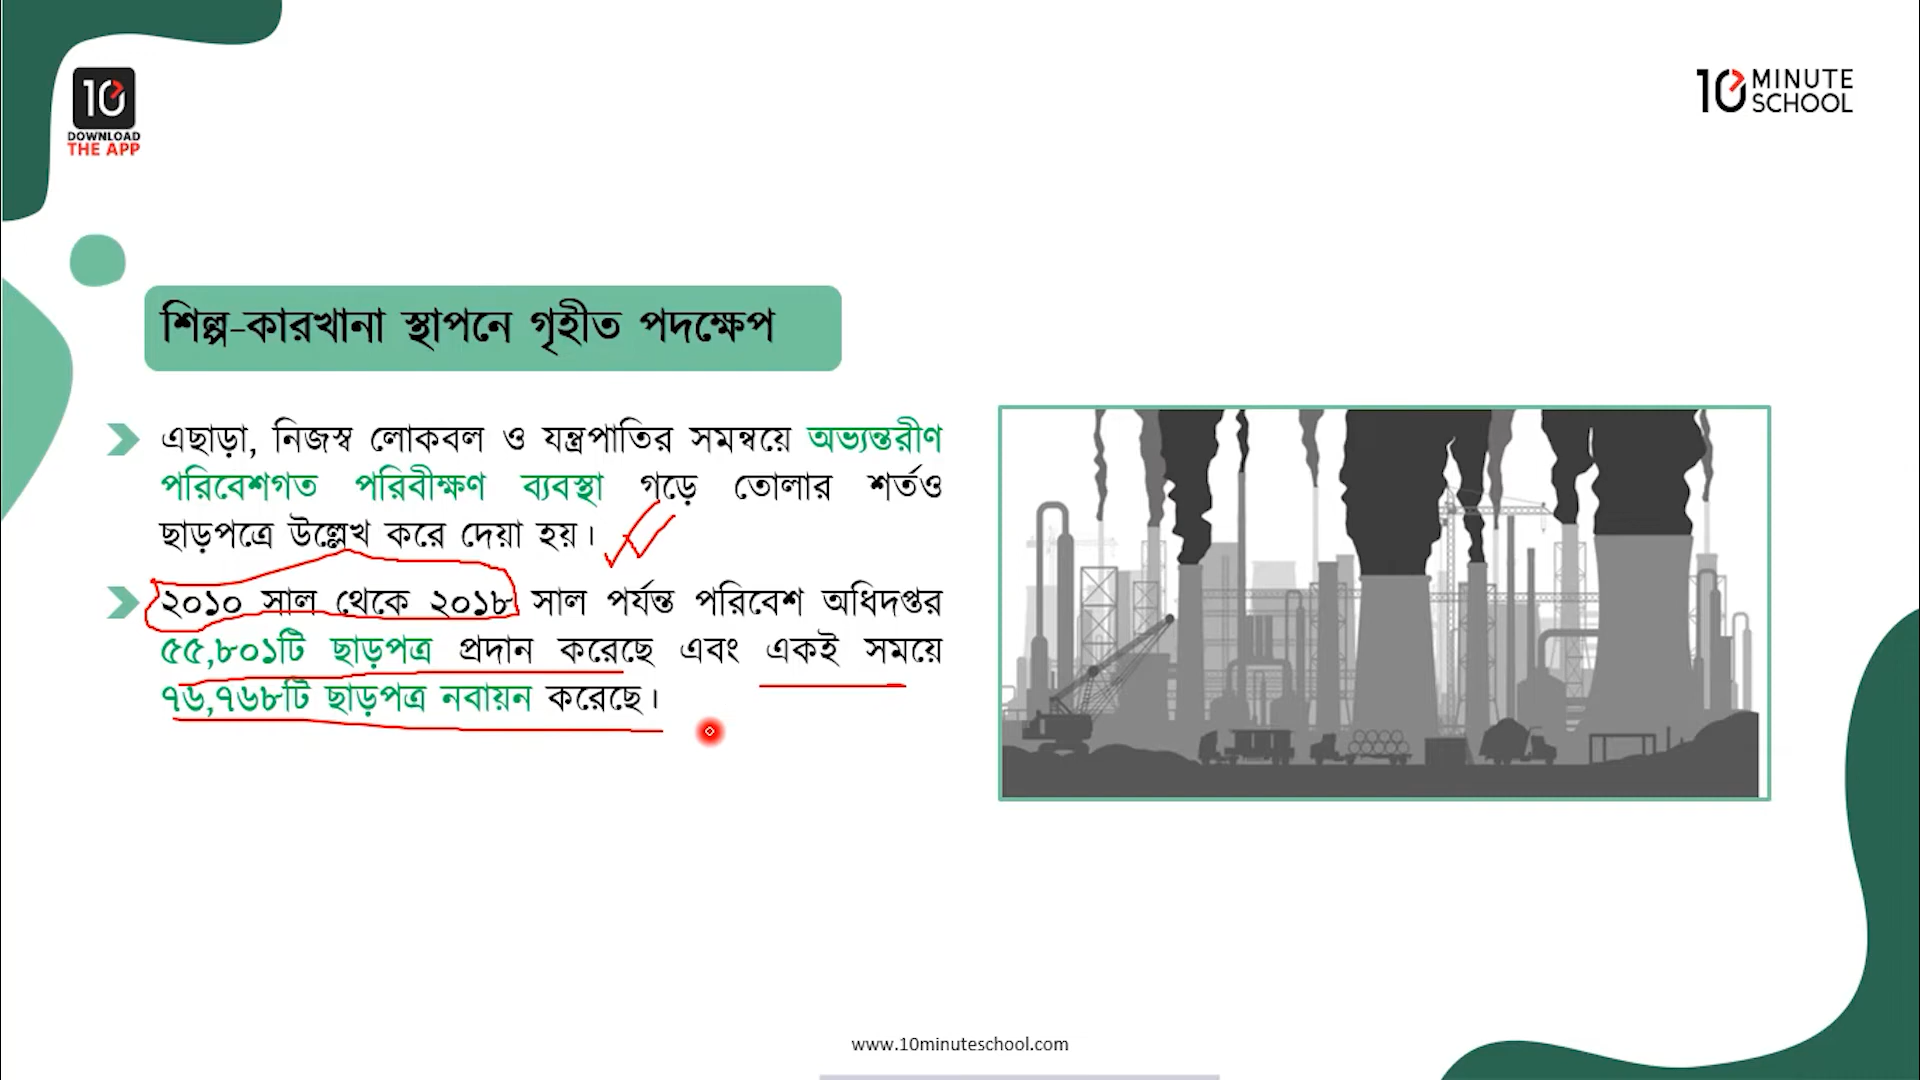 10
DOWNLOAD
THE APP
10 MINUTE
SCHOOL
শিল্প-কারখানা স্থাপনে গৃহীত পদক্ষেপ
এছাড়া, নিজস্ব লোকবল ও যন্ত্রপাতির সমন্বয়ে অভ্যন্তরীণ
পরিবেশগত পরিবীক্ষণ ব্যবস্থা গড়ে তোলার শর্তও
ছাড়পত্রে উল্লেখ করে দেয়া হয়।
২০১০ সাল থেকে ২০১৮ সাল পর্যন্ত পরিবেশ অধিদপ্তর
৫৫,৮০১টি ছাড়পত্র প্রদান করেছে এবং একই সময়ে
৭৬,৭৬৮টি ছাড়পত্র নবায়ন করেছে।
www.10minuteschool.com